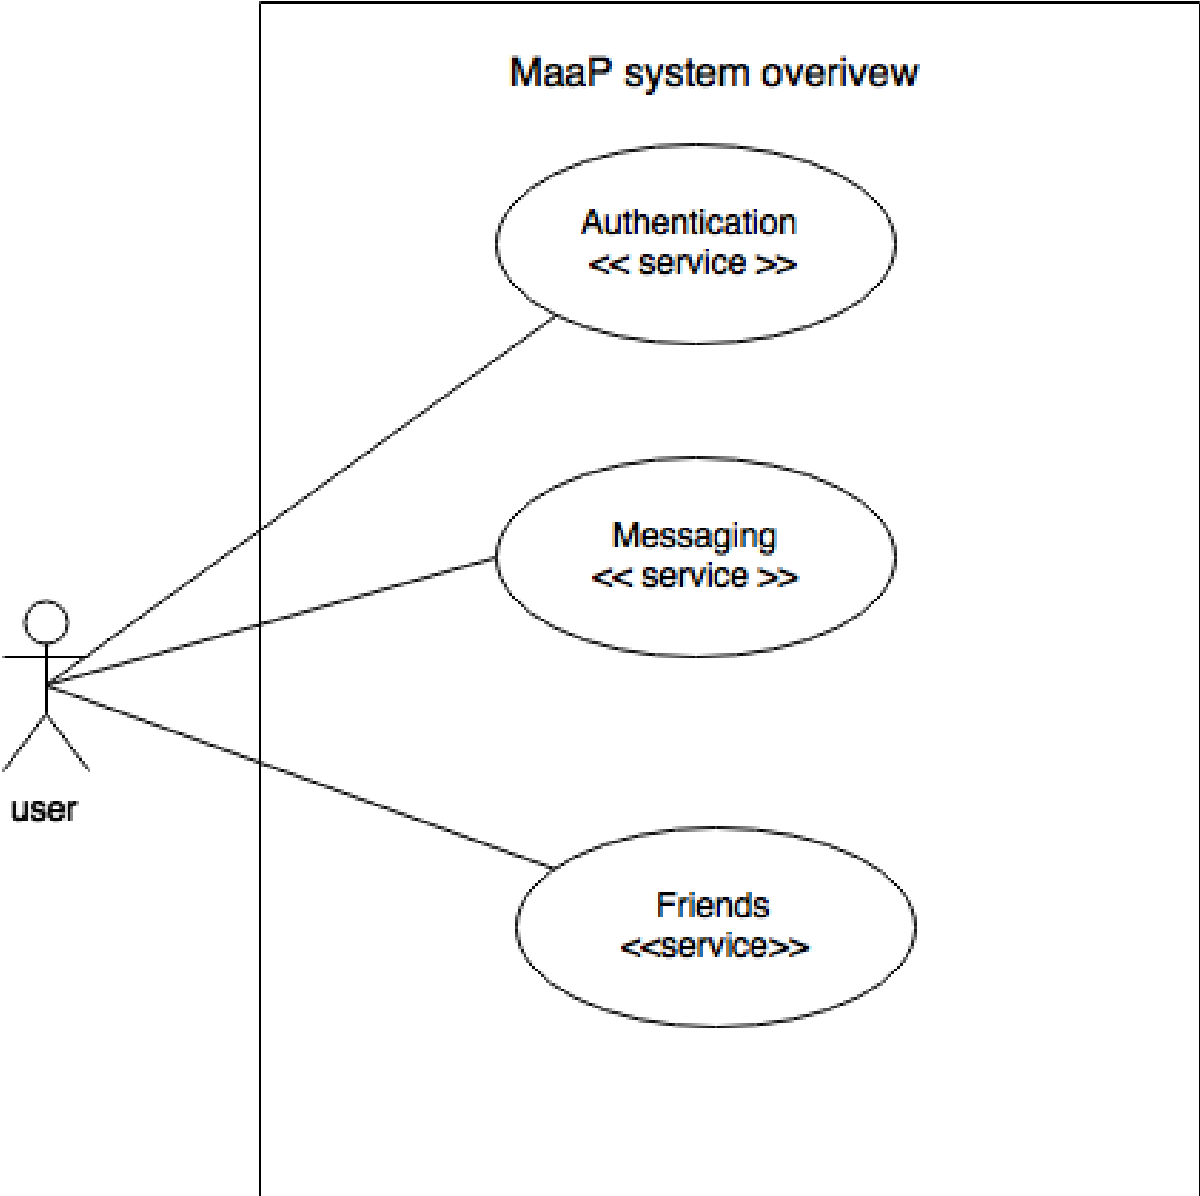 MaaP system overivew
Authentication
<< service >>
Messaging
<< service >>
user
Friends
<<service>>